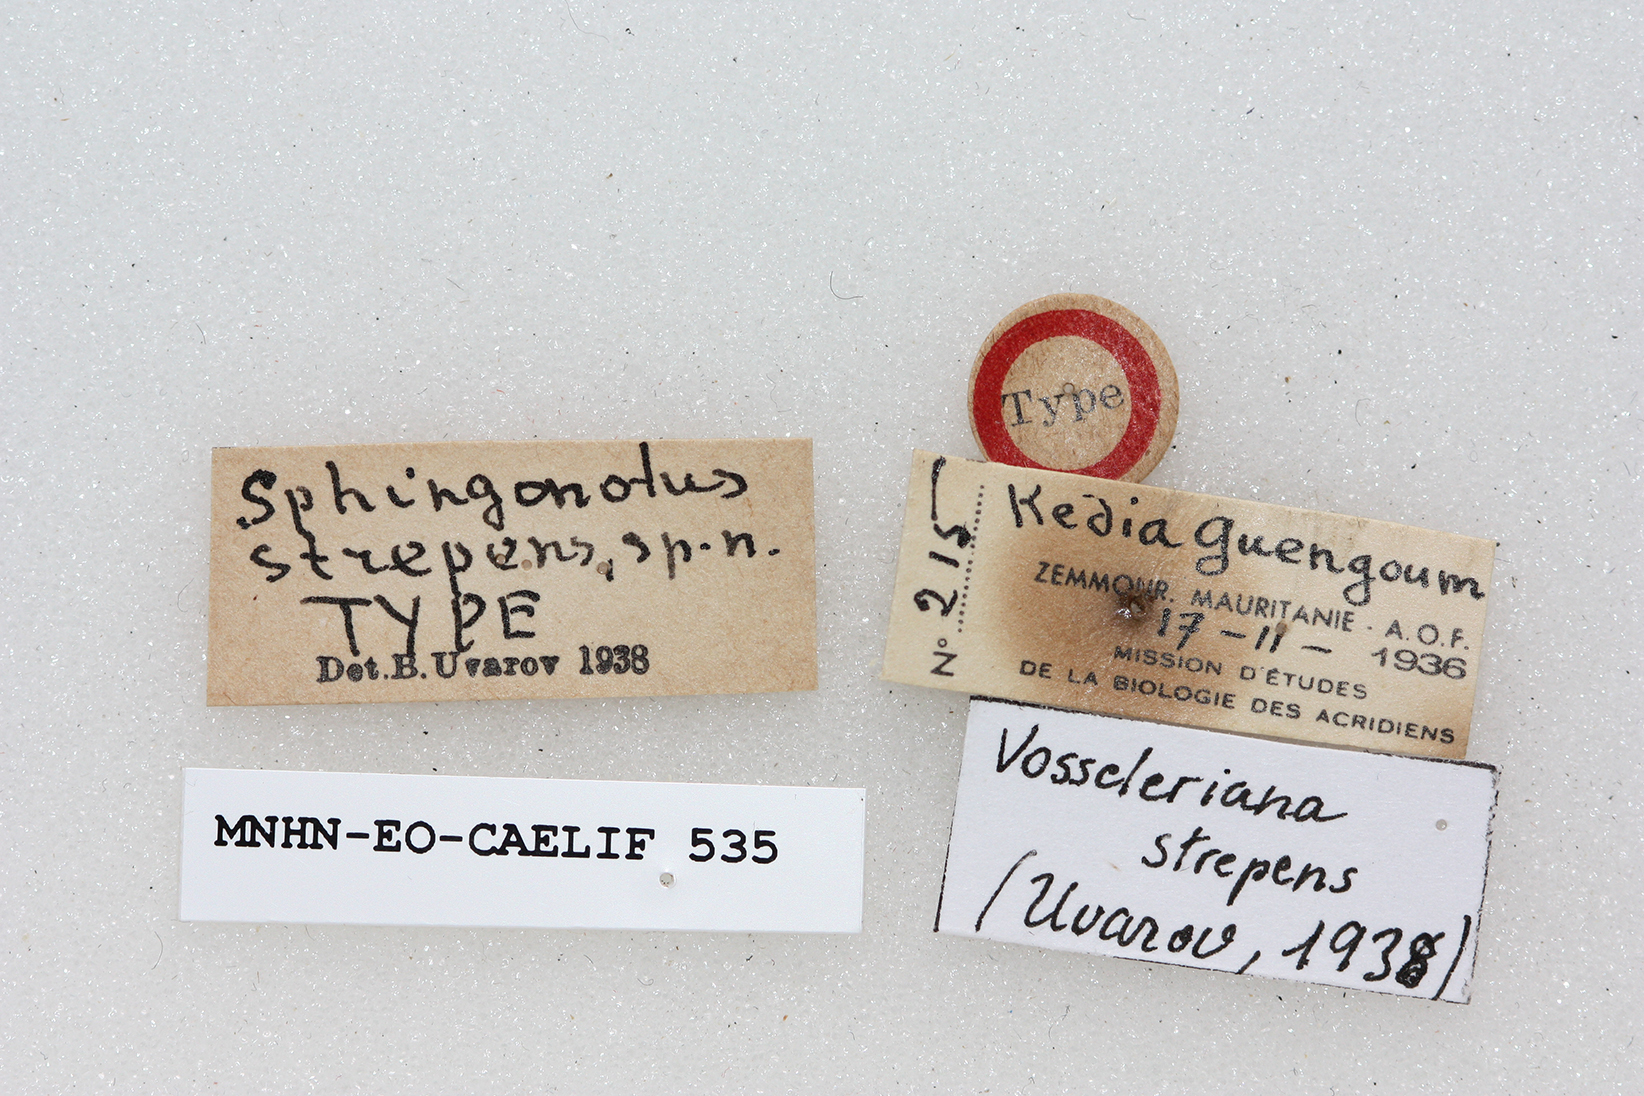 Sphingonotus
strepens, sp.n.
TYPE
Det.B.Uvarov 1938
MNHN-EO-CAELIF 535
Type
N° 215
Kedia Guengoum
ZEMMOUR. MAURITANIE - A.O.F.
17-11- 1936
MISSION D'ÉTUDES
DE LA BIOLOGIE DES ACRIDIENS
Vosseleriana
strepens
(Uvarov, 1938)